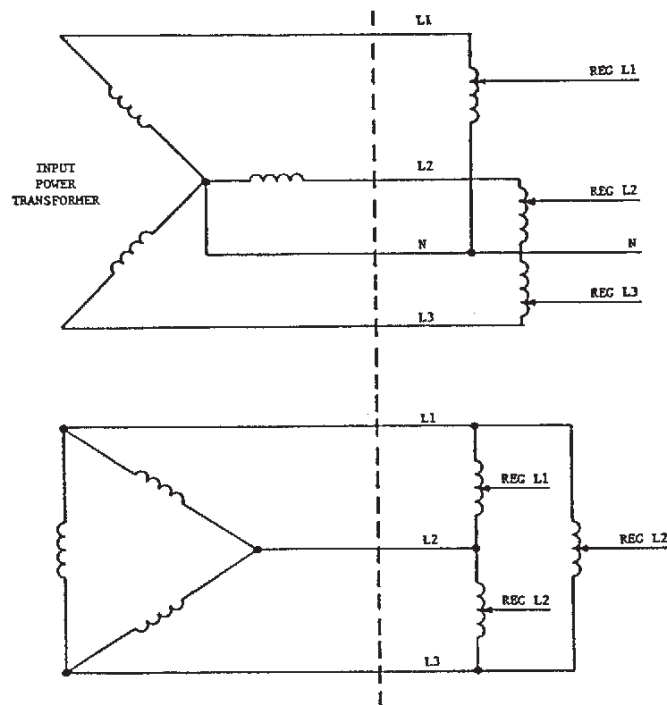 L1
REG L1
INPUT
POWER
TRANSFORMER
L2
REG L2
N
N
REG L3
L3
L1
REG L1
L2
REG L2
REG L2
L3